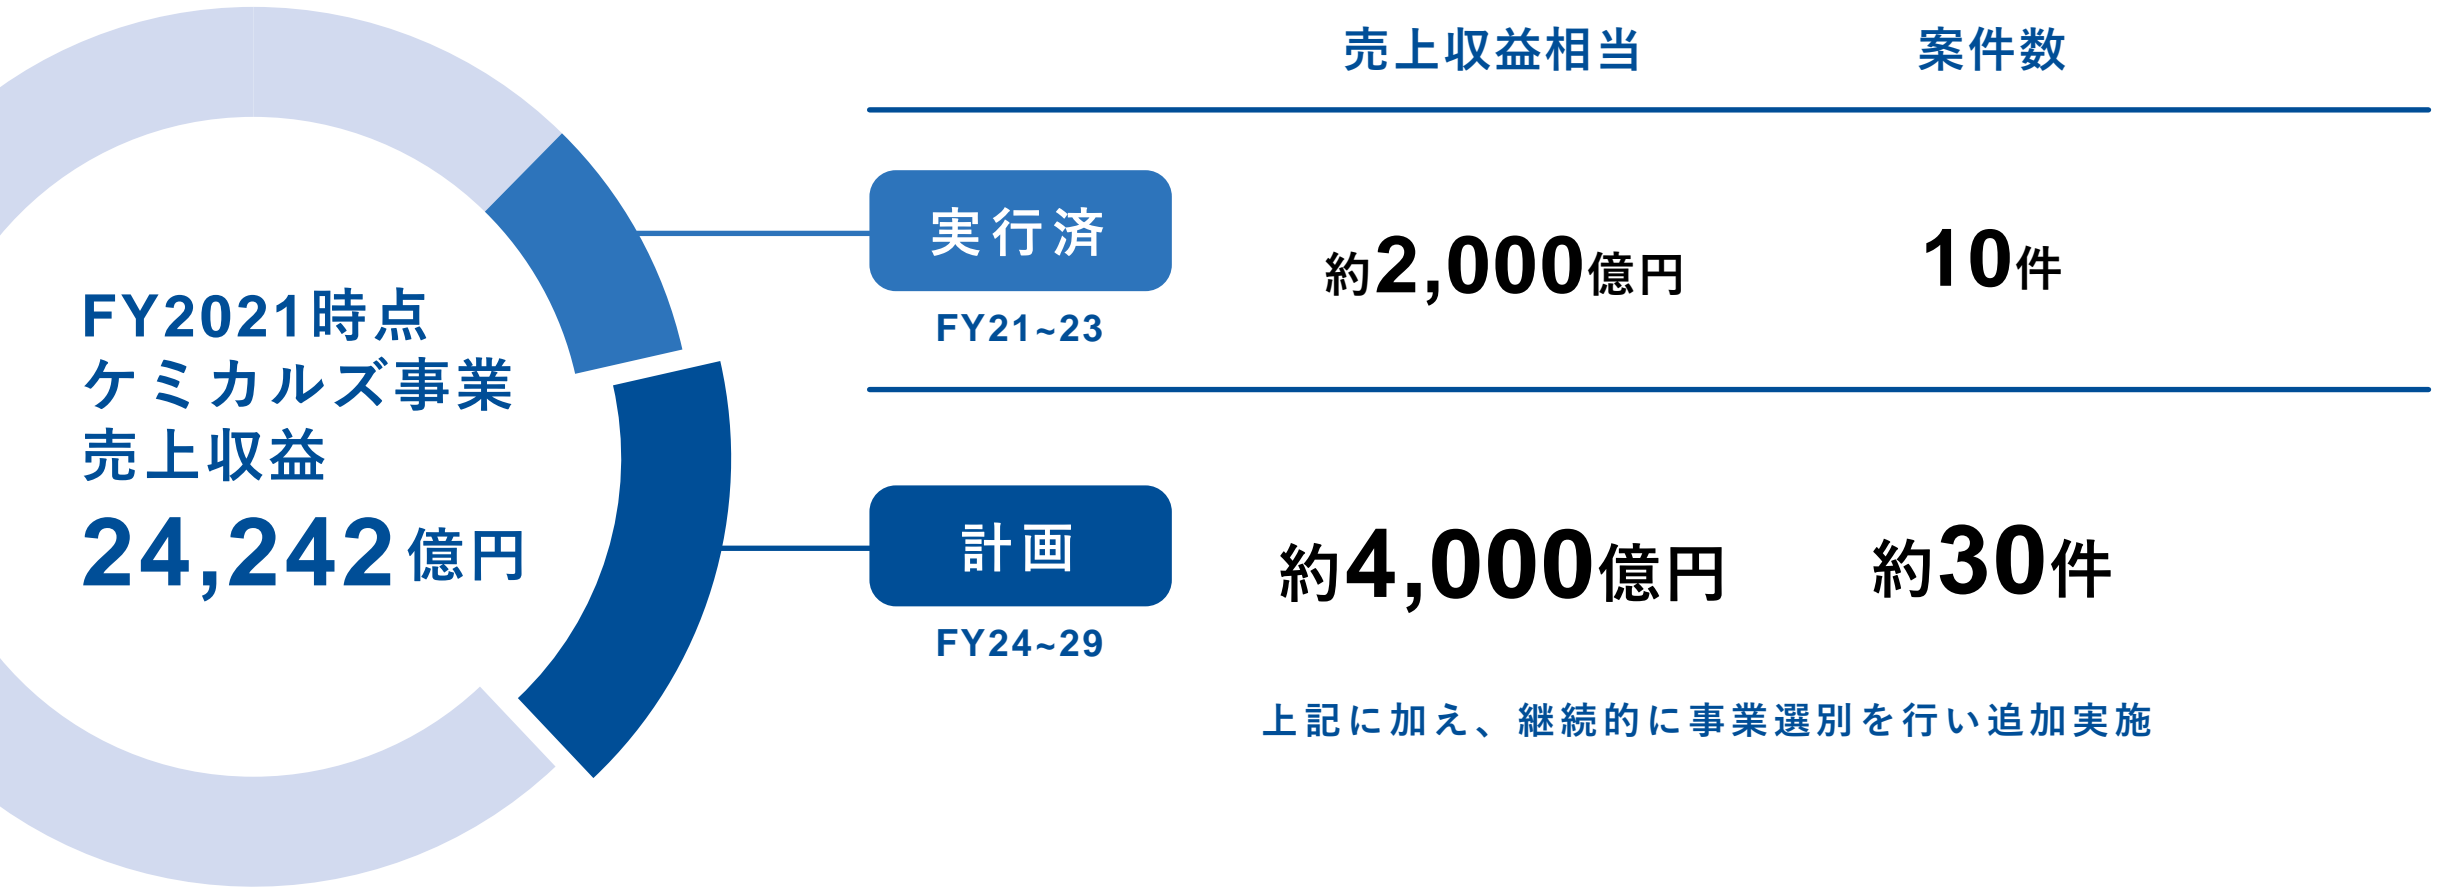 FY2021時点
ケミカルズ事業
売上収益
24,242億円
売上収益相当 案件数
実行済 約2,000億円 10件
FY21~23
計画 約4,000億円 約30件
FY24~29
上記に加え、継続的に事業選別を行い追加実施